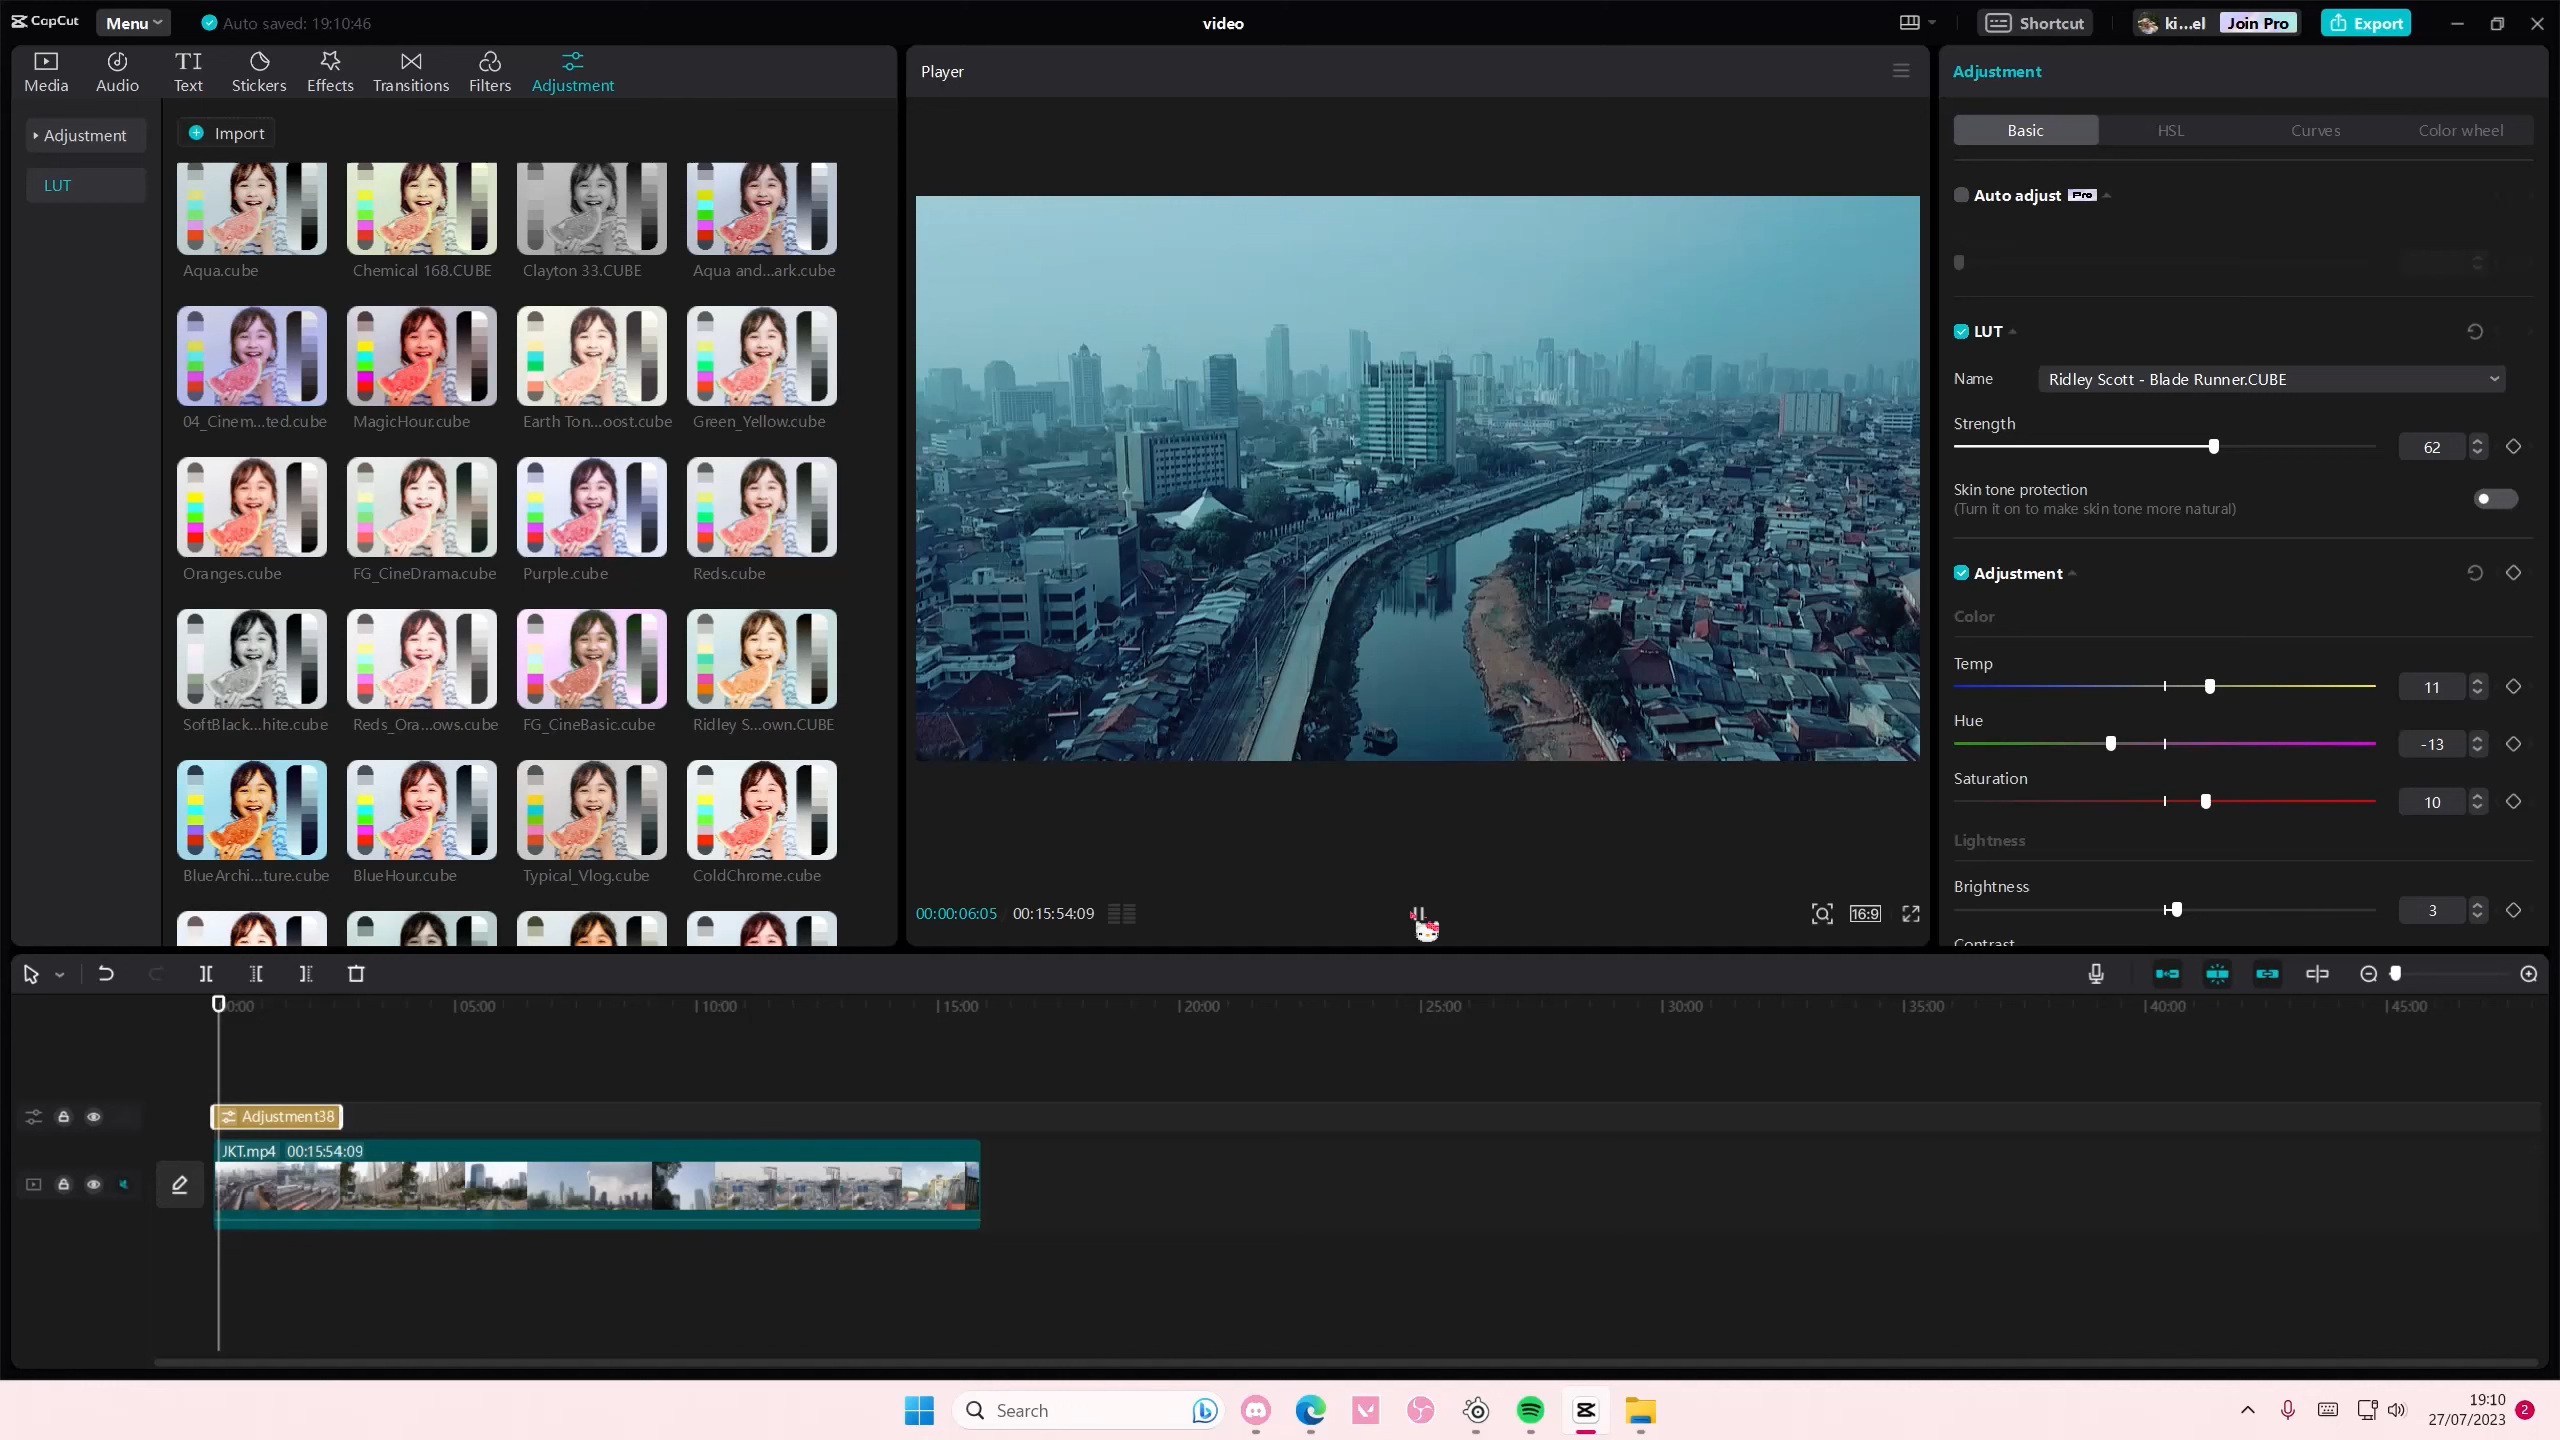 CapCut
Menu
Auto saved: 19:10:46
video
Shortcut
ki...el
Join Pro
Export
Media
Audio
Text
Stickers
Effects
Transitions
Filters
Adjustment
Player
Adjustment
Adjustment
LUT
Import
Aqua.cube
Chemical 168.CUBE
Clayton 33.CUBE
Aqua and...ark.cube
04_Cinem...ted.cube
MagicHour.cube
Earth Ton...oost.cube
Green_Yellow.cube
Oranges.cube
FG_CineDrama.cube
Purple.cube
Reds.cube
SoftBlack...hite.cube
Reds_Ora...ows.cube
FG_CineBasic.cube
Ridley S...own.CUBE
BlueArchi...ture.cube
BlueHour.cube
Typical_Vlog.cube
ColdChrome.cube
00:00:06:05
00:15:54:09
16:9
Basic
HSL
Curves
Color wheel
Auto adjust Pro
LUT
Name
Ridley Scott - Blade Runner.CUBE
Strength
62
Skin tone protection
(Turn it on to make skin tone more natural)
Adjustment
Color
Temp
11
Hue
-13
Saturation
10
Lightness
Brightness
3
Contrast
00:00
05:00
10:00
15:00
20:00
25:00
30:00
35:00
40:00
45:00
Adjustment38
JKT.mp4 00:15:54:09
Search
19:10
27/07/2023
2